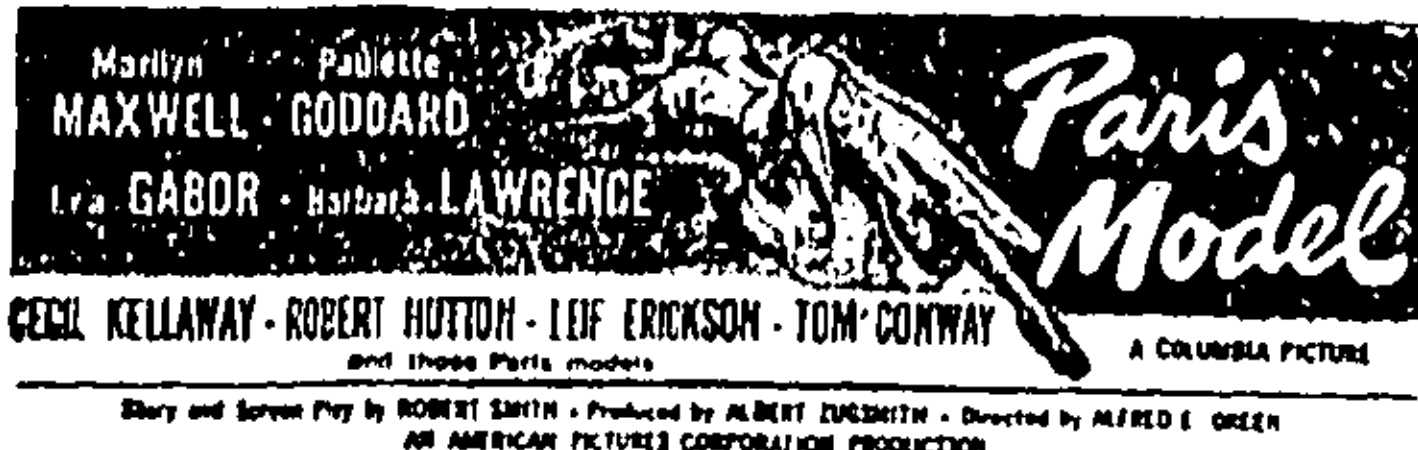 Marilyn Paulette
MAXWELL · GODDARD
Eva GABOR · Barbara LAWRENCE
Paris
Model
CECIL KELLAWAY · ROBERT HUTTON · LEIF ERICKSON · TOM CONWAY
and those Paris models
A COLUMBIA PICTURE
Story and Screen Play by ROBERT SMITH · Produced by ALBERT ZUGSMITH · Directed by ALFRED E. GREEN
AN AMERICAN PICTURES CORPORATION PRODUCTION